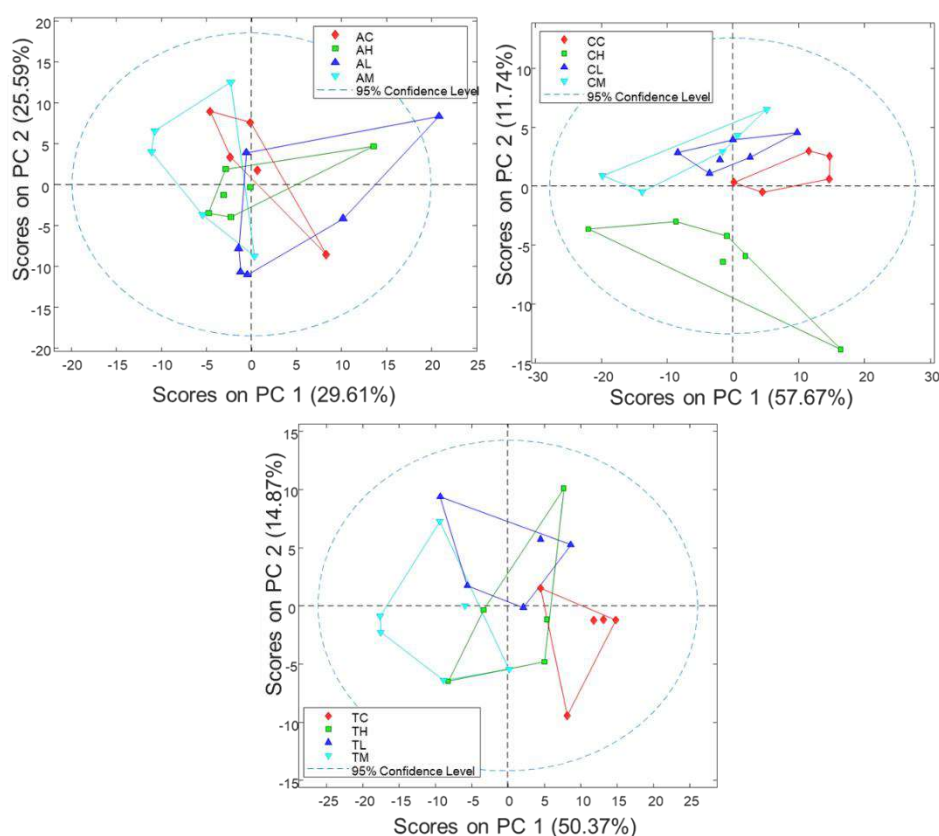 Scores on PC 2 (25.59%)
20
15
10
5
0
-5
-10
-15
-20
AC
AH
AL
AM
95% Confidence Level
-20 -15 -10 -5 0 5 10 15 20 25
Scores on PC 1 (29.61%)
Scores on PC 2 (11.74%)
10
5
0
-5
-10
-15
CC
CH
CL
CM
95% Confidence Level
-30 -20 -10 0 10 20 30
Scores on PC 1 (57.67%)
Scores on PC 2 (14.87%)
15
10
5
0
-5
-10
-15
TC
TH
TL
TM
95% Confidence Level
-25 -20 -15 -10 -5 0 5 10 15 20 25
Scores on PC 1 (50.37%)